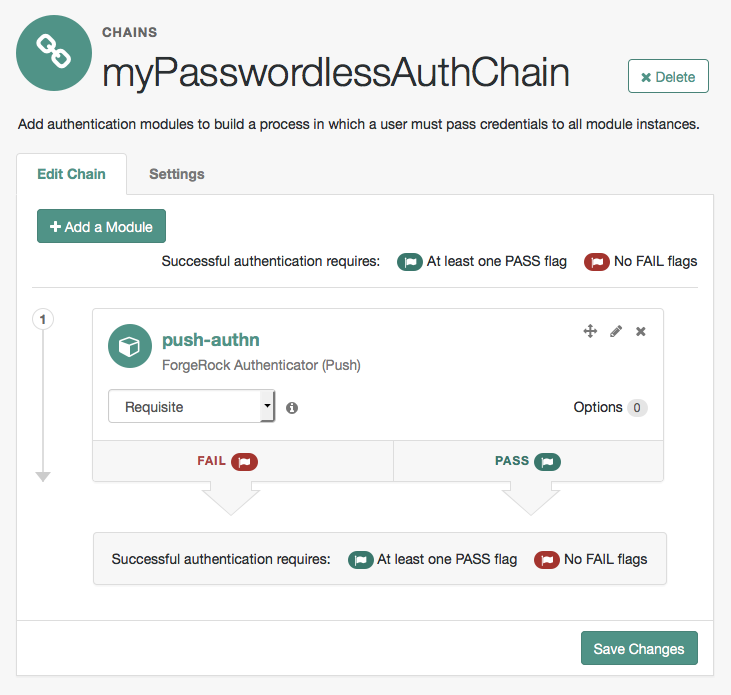 CHAINS
myPasswordlessAuthChain
Delete
Add authentication modules to build a process in which a user must pass credentials to all module instances.
Edit Chain
Settings
Add a Module
Successful authentication requires: At least one PASS flag No FAIL flags
1
push-authn
ForgeRock Authenticator (Push)
Requisite
Options 0
FAIL
PASS
Successful authentication requires: At least one PASS flag No FAIL flags
Save Changes